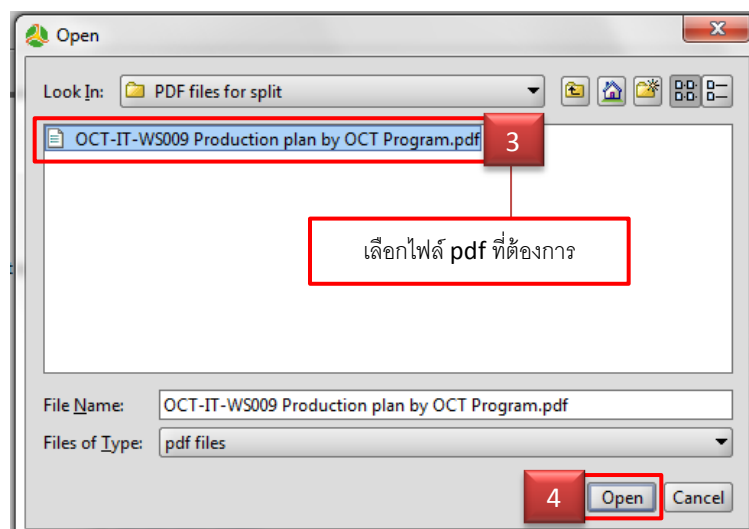 Open
Look In: PDF files for split
OCT-IT-WS009 Production plan by OCT Program.pdf
3
เลือกไฟล์ pdf ที่ต้องการ
File Name: OCT-IT-WS009 Production plan by OCT Program.pdf
Files of Type: pdf files
4 Open Cancel